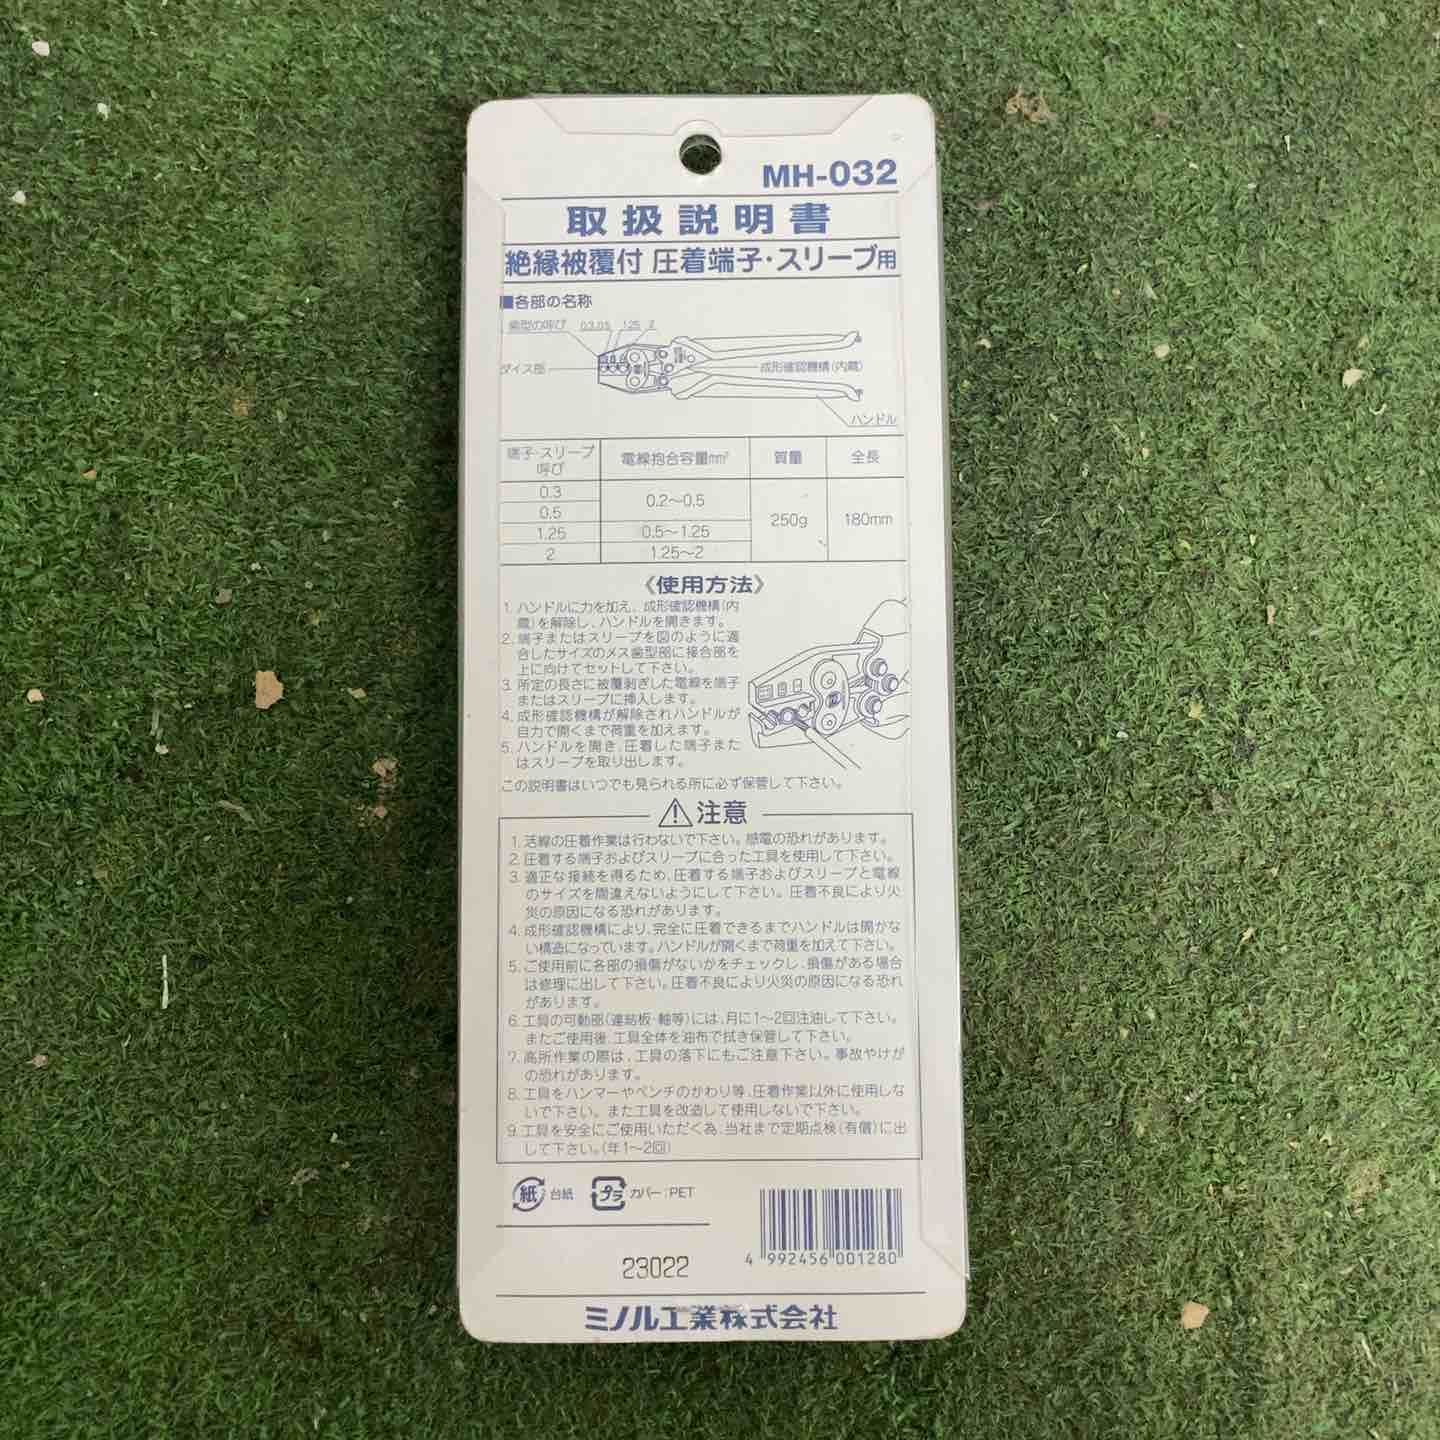 MH-032
取扱説明書
絶縁被覆付 圧着端子・スリーブ用
■各部の名称
歯型の呼び 0.3,0.5 1.25 2
ダイス部
成形確認機構(内蔵)
ハンドル
端子・スリーブ呼び 電線抱合容量mm² 質量 全長
0.3 0.2～0.5 250g 180mm
0.5
1.25 0.5～1.25
2 1.25～2
《使用方法》
1. ハンドルに力を加え、成形確認機構(内
蔵)を解除し、ハンドルを開きます。
2. 端子またはスリーブを図のように適
合したサイズのメス歯型部に接合部を
上に向けてセットして下さい。
3. 所定の長さに被覆剥ぎした電線を端子
またはスリーブに挿入します。
4. 成形確認機構が解除されハンドルが
自力で開くまで荷重を加えます。
5. ハンドルを開き、圧着した端子また
はスリーブを取り出します。
この説明書はいつでも見られる所に必ず保管して下さい。
注意
1. 活線の圧着作業は行わないで下さい。感電の恐れがあります。
2. 圧着する端子およびスリーブに合った工具を使用して下さい。
3. 適正な接続を得るため、圧着する端子およびスリーブと電線
のサイズを間違えないようにして下さい。圧着不良により火
災の原因になる恐れがあります。
4. 成形確認機構により、完全に圧着できるまでハンドルは開かな
い構造になっています。ハンドルが開くまで荷重を加えて下さい。
5. ご使用前に各部の損傷がないかをチェックし、損傷がある場合
は修理に出して下さい。圧着不良により火災の原因になる恐れ
があります。
6. 工具の可動部(連結板・軸等)には、月に1～2回注油して下さい。
またご使用後、工具全体を油布で拭き保管して下さい。
7. 高所作業の際は、工具の落下にもご注意下さい。事故やけが
の恐れがあります。
8. 工具をハンマーやペンチのかわり等、圧着作業以外に使用しな
いで下さい。また工具を改造して使用しないで下さい。
9. 工具を安全にご使用いただく為、当社まで定期点検(有償)に出
して下さい。(年1～2回)
紙 台紙 プラ カバー:PET
4 992456 001280
23022
ミノル工業株式会社